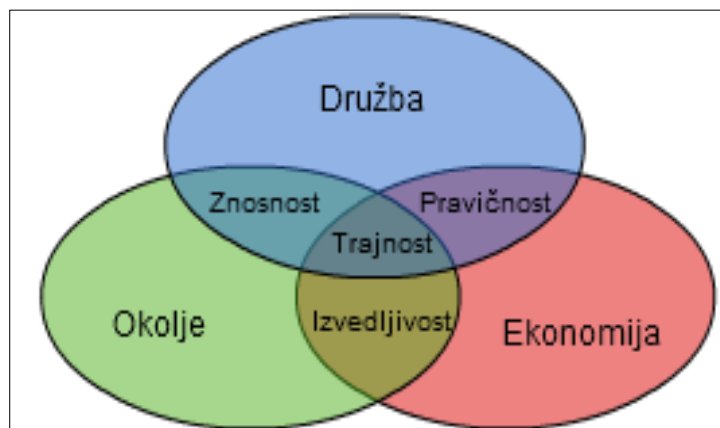 Družba
Znosnost
Pravičnost
Trajnost
Okolje
Izvedljivost
Ekonomija